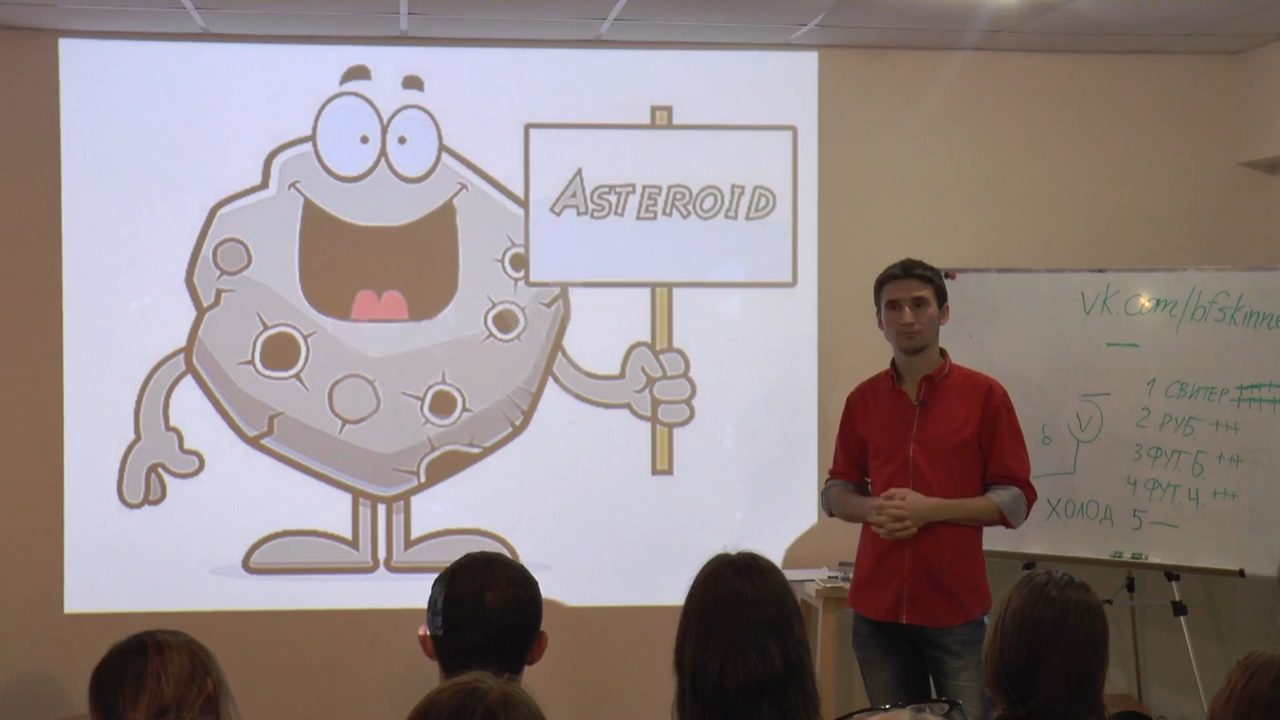 ASTEROID
vk.com/bfskinne
1 СВИТЕР
2 РУБ. +++
3 ФУТ. Б. +++
4 ФУТ. Ч. +++
ХОЛОД 5 —
б
V